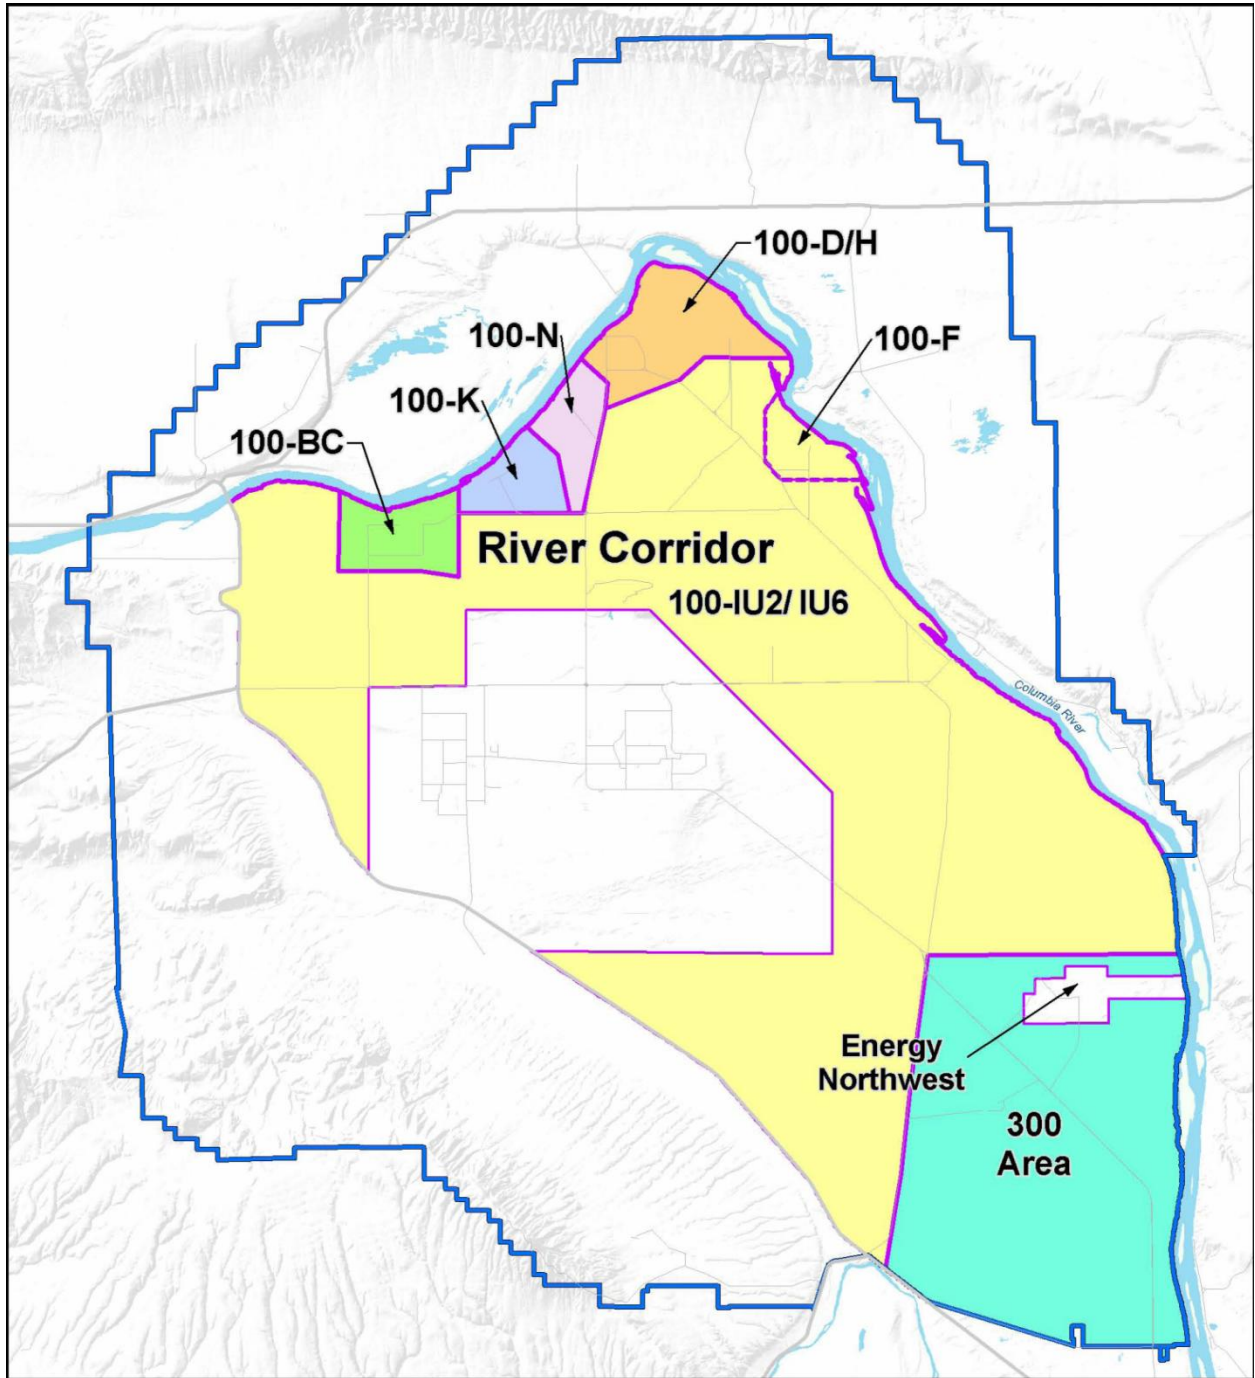 100-D/H
100-N
100-F
100-K
100-BC
River Corridor
100-IU2/ IU6
Columbia River
Energy
Northwest
300
Area